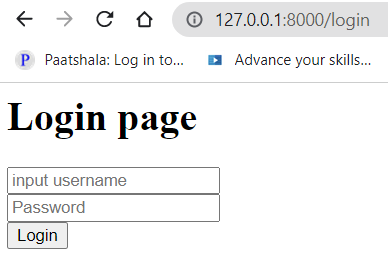 127.0.0.1:8000/login
P Paatshala: Log in to... Advance your skills...
Login page
input username
Password
Login